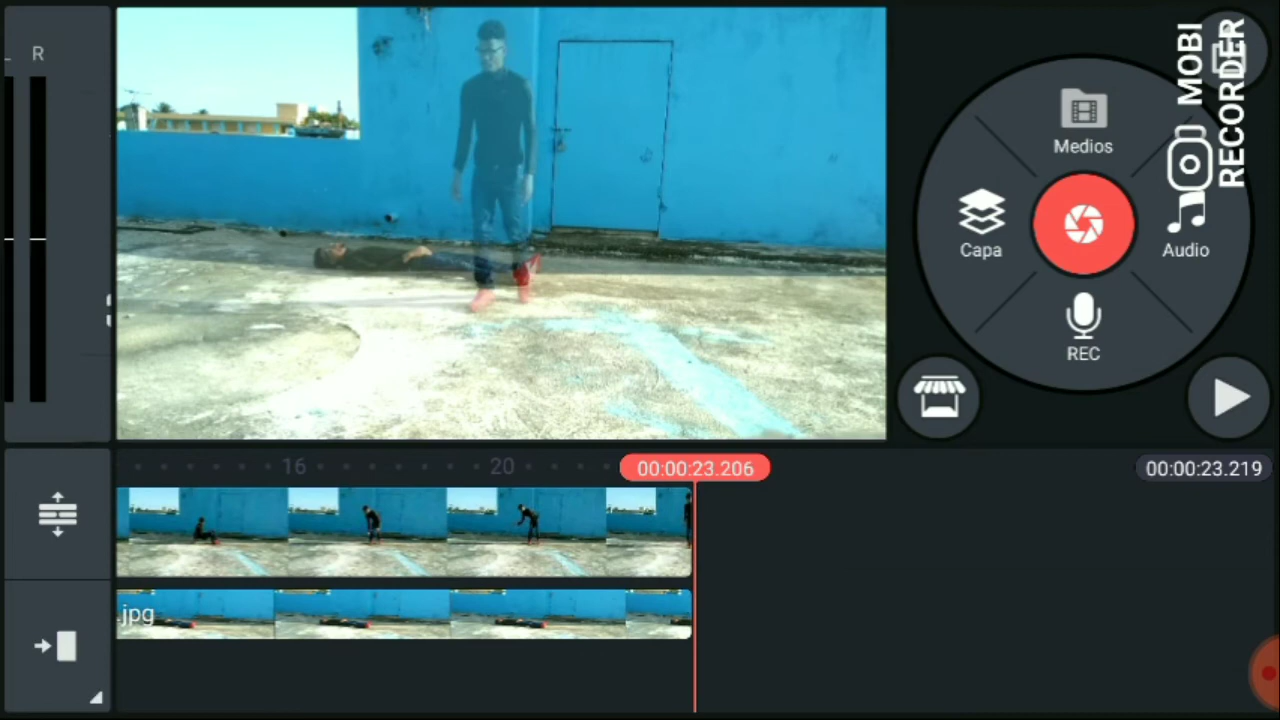 R
MOBI
RECORDER
Medios
Capa
Audio
REC
16
20
00:00:23.206
00:00:23.219
jpg